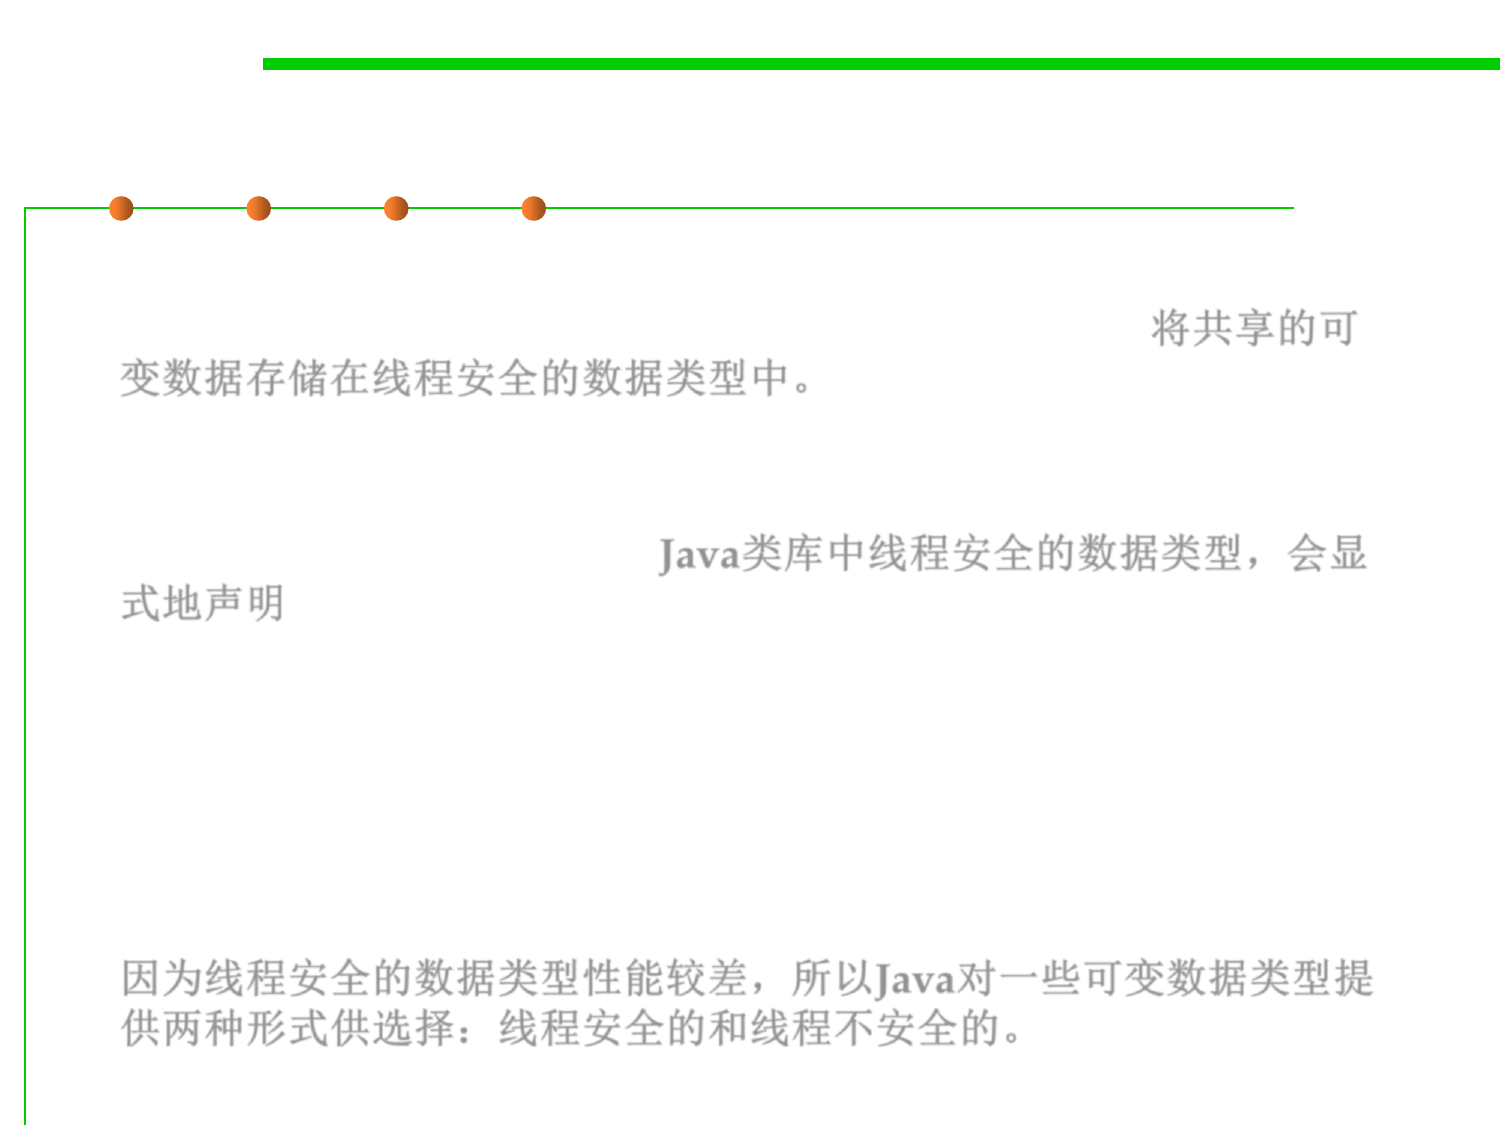 将共享的可
变数据存储在线程安全的数据类型中。
Java类库中线程安全的数据类型，会显
式地声明
因为线程安全的数据类型性能较差，所以Java对一些可变数据类型提
供两种形式供选择：线程安全的和线程不安全的。